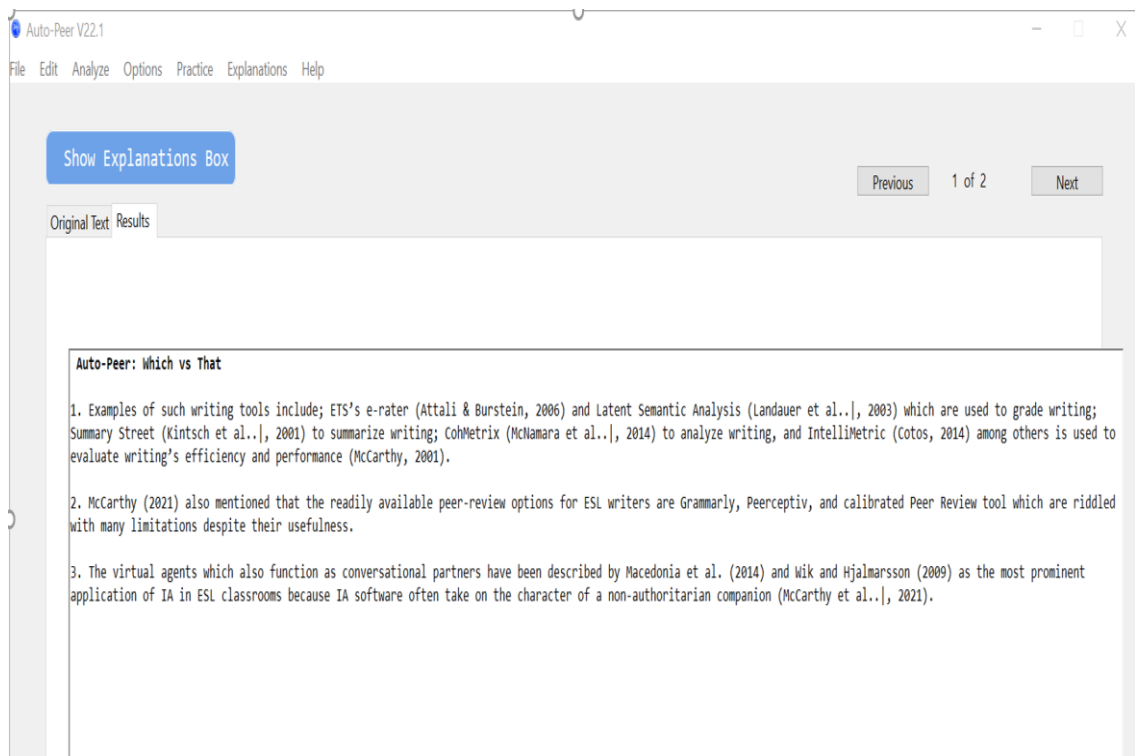 Auto-Peer V22.1
File Edit Analyze Options Practice Explanations Help
Show Explanations Box
Previous 1 of 2 Next
Original Text Results
Auto-Peer: Which vs That
1. Examples of such writing tools include; ETS’s e-rater (Attali & Burstein, 2006) and Latent Semantic Analysis (Landauer et al..|, 2003) which are used to grade writing;
Summary Street (Kintsch et al..|, 2001) to summarize writing; CohMetrix (McNamara et al..|, 2014) to analyze writing, and IntelliMetric (Cotos, 2014) among others is used to
evaluate writing’s efficiency and performance (McCarthy, 2001).
2. McCarthy (2021) also mentioned that the readily available peer-review options for ESL writers are Grammarly, Peerceptiv, and calibrated Peer Review tool which are riddled
with many limitations despite their usefulness.
3. The virtual agents which also function as conversational partners have been described by Macedonia et al. (2014) and Wik and Hjalmarsson (2009) as the most prominent
application of IA in ESL classrooms because IA software often take on the character of a non-authoritarian companion (McCarthy et al..|, 2021).